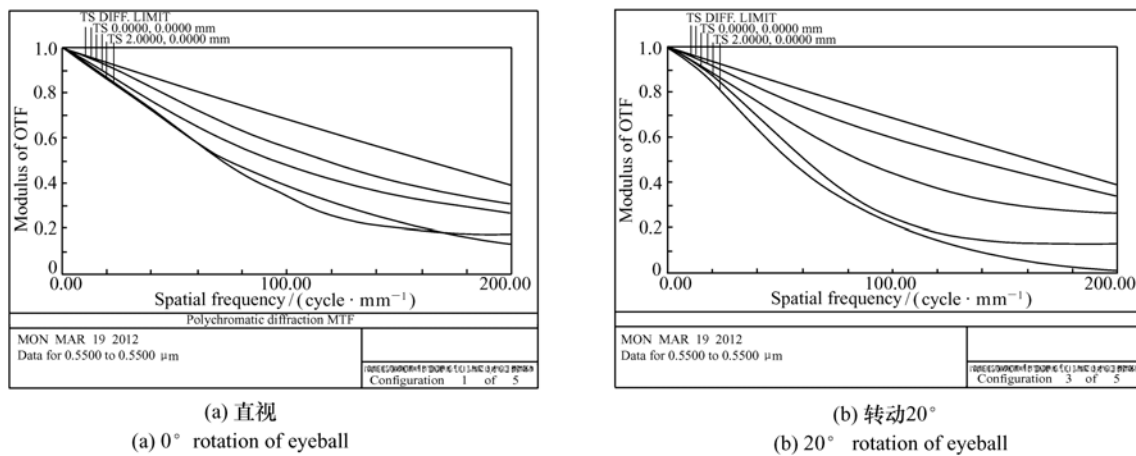 TS DIFF. LIMIT
TS 0.0000, 0.0000 mm
TS 2.0000, 0.0000 mm
1.0
0.8
0.6
0.4
0.2
0
Modulus of OTF
0.00
100.00
200.00
Spatial frequency/(cycle · mm⁻¹)
Polychromatic diffraction MTF
MON MAR 19 2012
Data for 0.5500 to 0.5500 μm
Configuration 1 of 5
(a) 直视
(a) 0° rotation of eyeball
TS DIFF. LIMIT
TS 0.0000, 0.0000 mm
TS 2.0000, 0.0000 mm
1.0
0.8
0.6
0.4
0.2
0
Modulus of OTF
0.00
100.00
200.00
Spatial frequency/(cycle · mm⁻¹)
MON MAR 19 2012
Data for 0.5500 to 0.5500 μm
Configuration 3 of 5
(b) 转动20°
(b) 20° rotation of eyeball